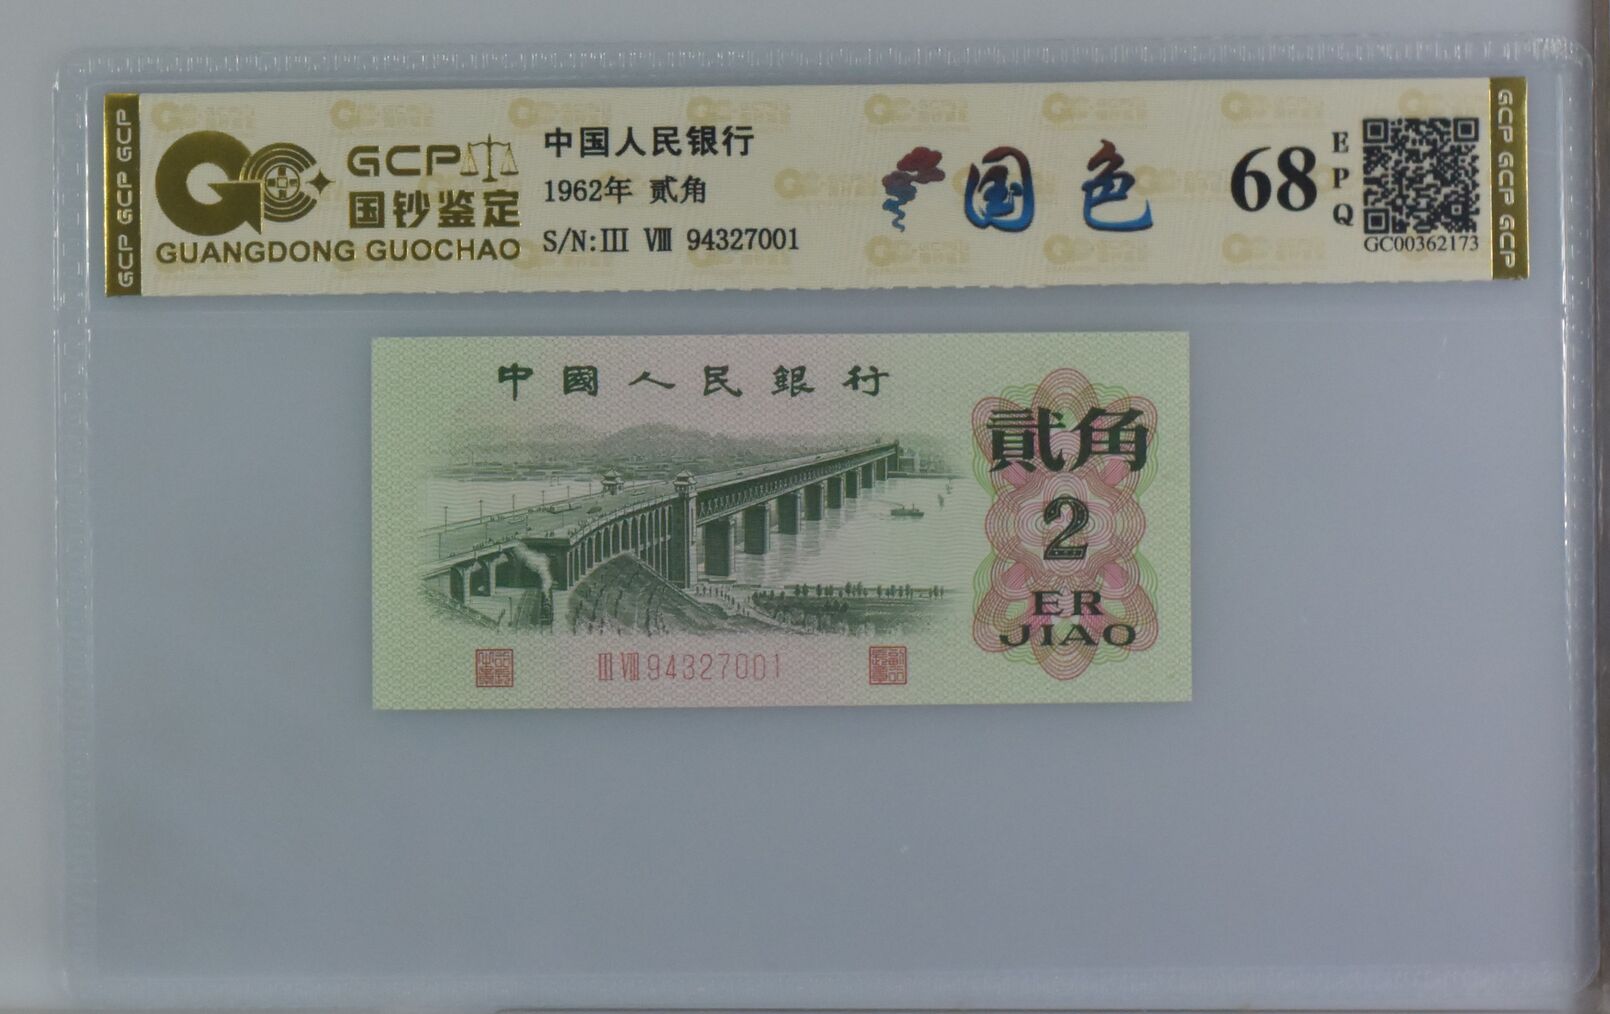 GCP GCP GCP
GCP
国钞鉴定
GUANGDONG GUOCHAO
中国人民银行
1962年 贰角
S/N:III VIII 94327001
国色
68
EPQ
GC00362173
GCP GCP GCP
中國人民銀行
貳角
2
ER
JIAO
III VIII 94327001